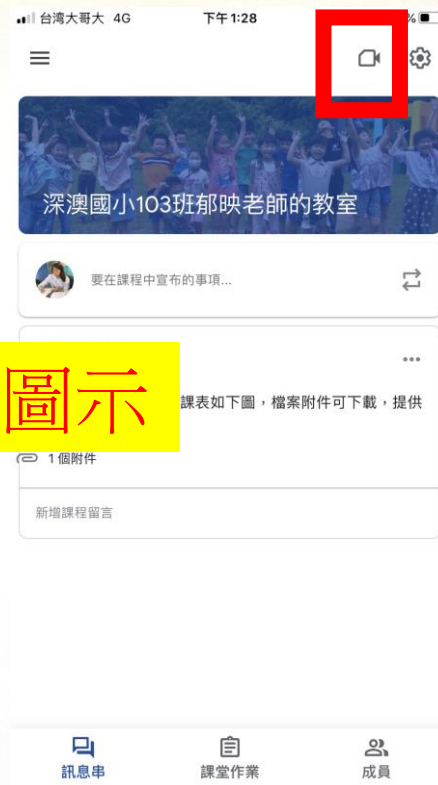 台湾大哥大 4G 下午1:28 %
深澳國小103班郁映老師的教室
要在課程中宣布的事項...
圖示
課表如下圖，檔案附件可下載，提供
1 個附件
新增課程留言
訊息串 課堂作業 成員